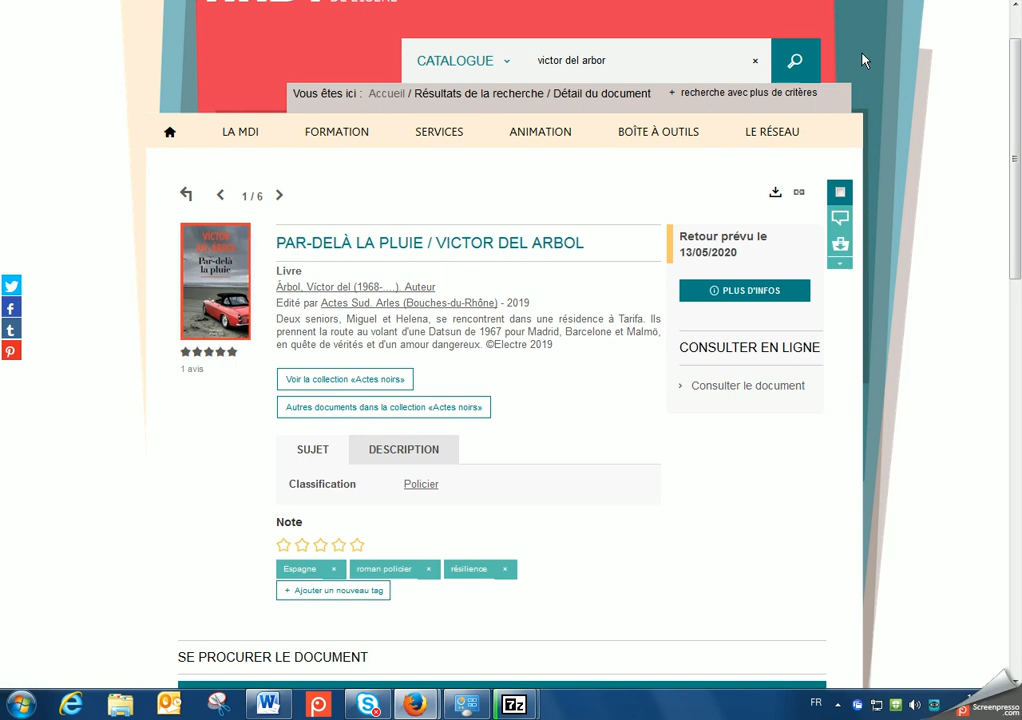 CATALOGUE victor del arbor ×
Vous êtes ici : Accueil / Résultats de la recherche / Détail du document + recherche avec plus de critères
LA MDI FORMATION SERVICES ANIMATION BOÎTE À OUTILS LE RÉSEAU
1 / 6
VICTOR DEL ARBOL
Par-delà
la pluie
1 avis
PAR-DELÀ LA PLUIE / VICTOR DEL ARBOL
Livre
Àrbol, Víctor del (1968-....). Auteur
Edité par Actes Sud. Arles (Bouches-du-Rhône) - 2019
Deux seniors, Miguel et Helena, se rencontrent dans une résidence à Tarifa. Ils
prennent la route au volant d'une Datsun de 1967 pour Madrid, Barcelone et Malmö,
en quête de vérités et d'un amour dangereux. ©Electre 2019
Voir la collection «Actes noirs»
Autres documents dans la collection «Actes noirs»
SUJET DESCRIPTION
Classification Policier
Note
Espagne × roman policier × résilience ×
+ Ajouter un nouveau tag
Retour prévu le
13/05/2020
PLUS D'INFOS
CONSULTER EN LIGNE
› Consulter le document
SE PROCURER LE DOCUMENT
FR
Screenpresso
.com